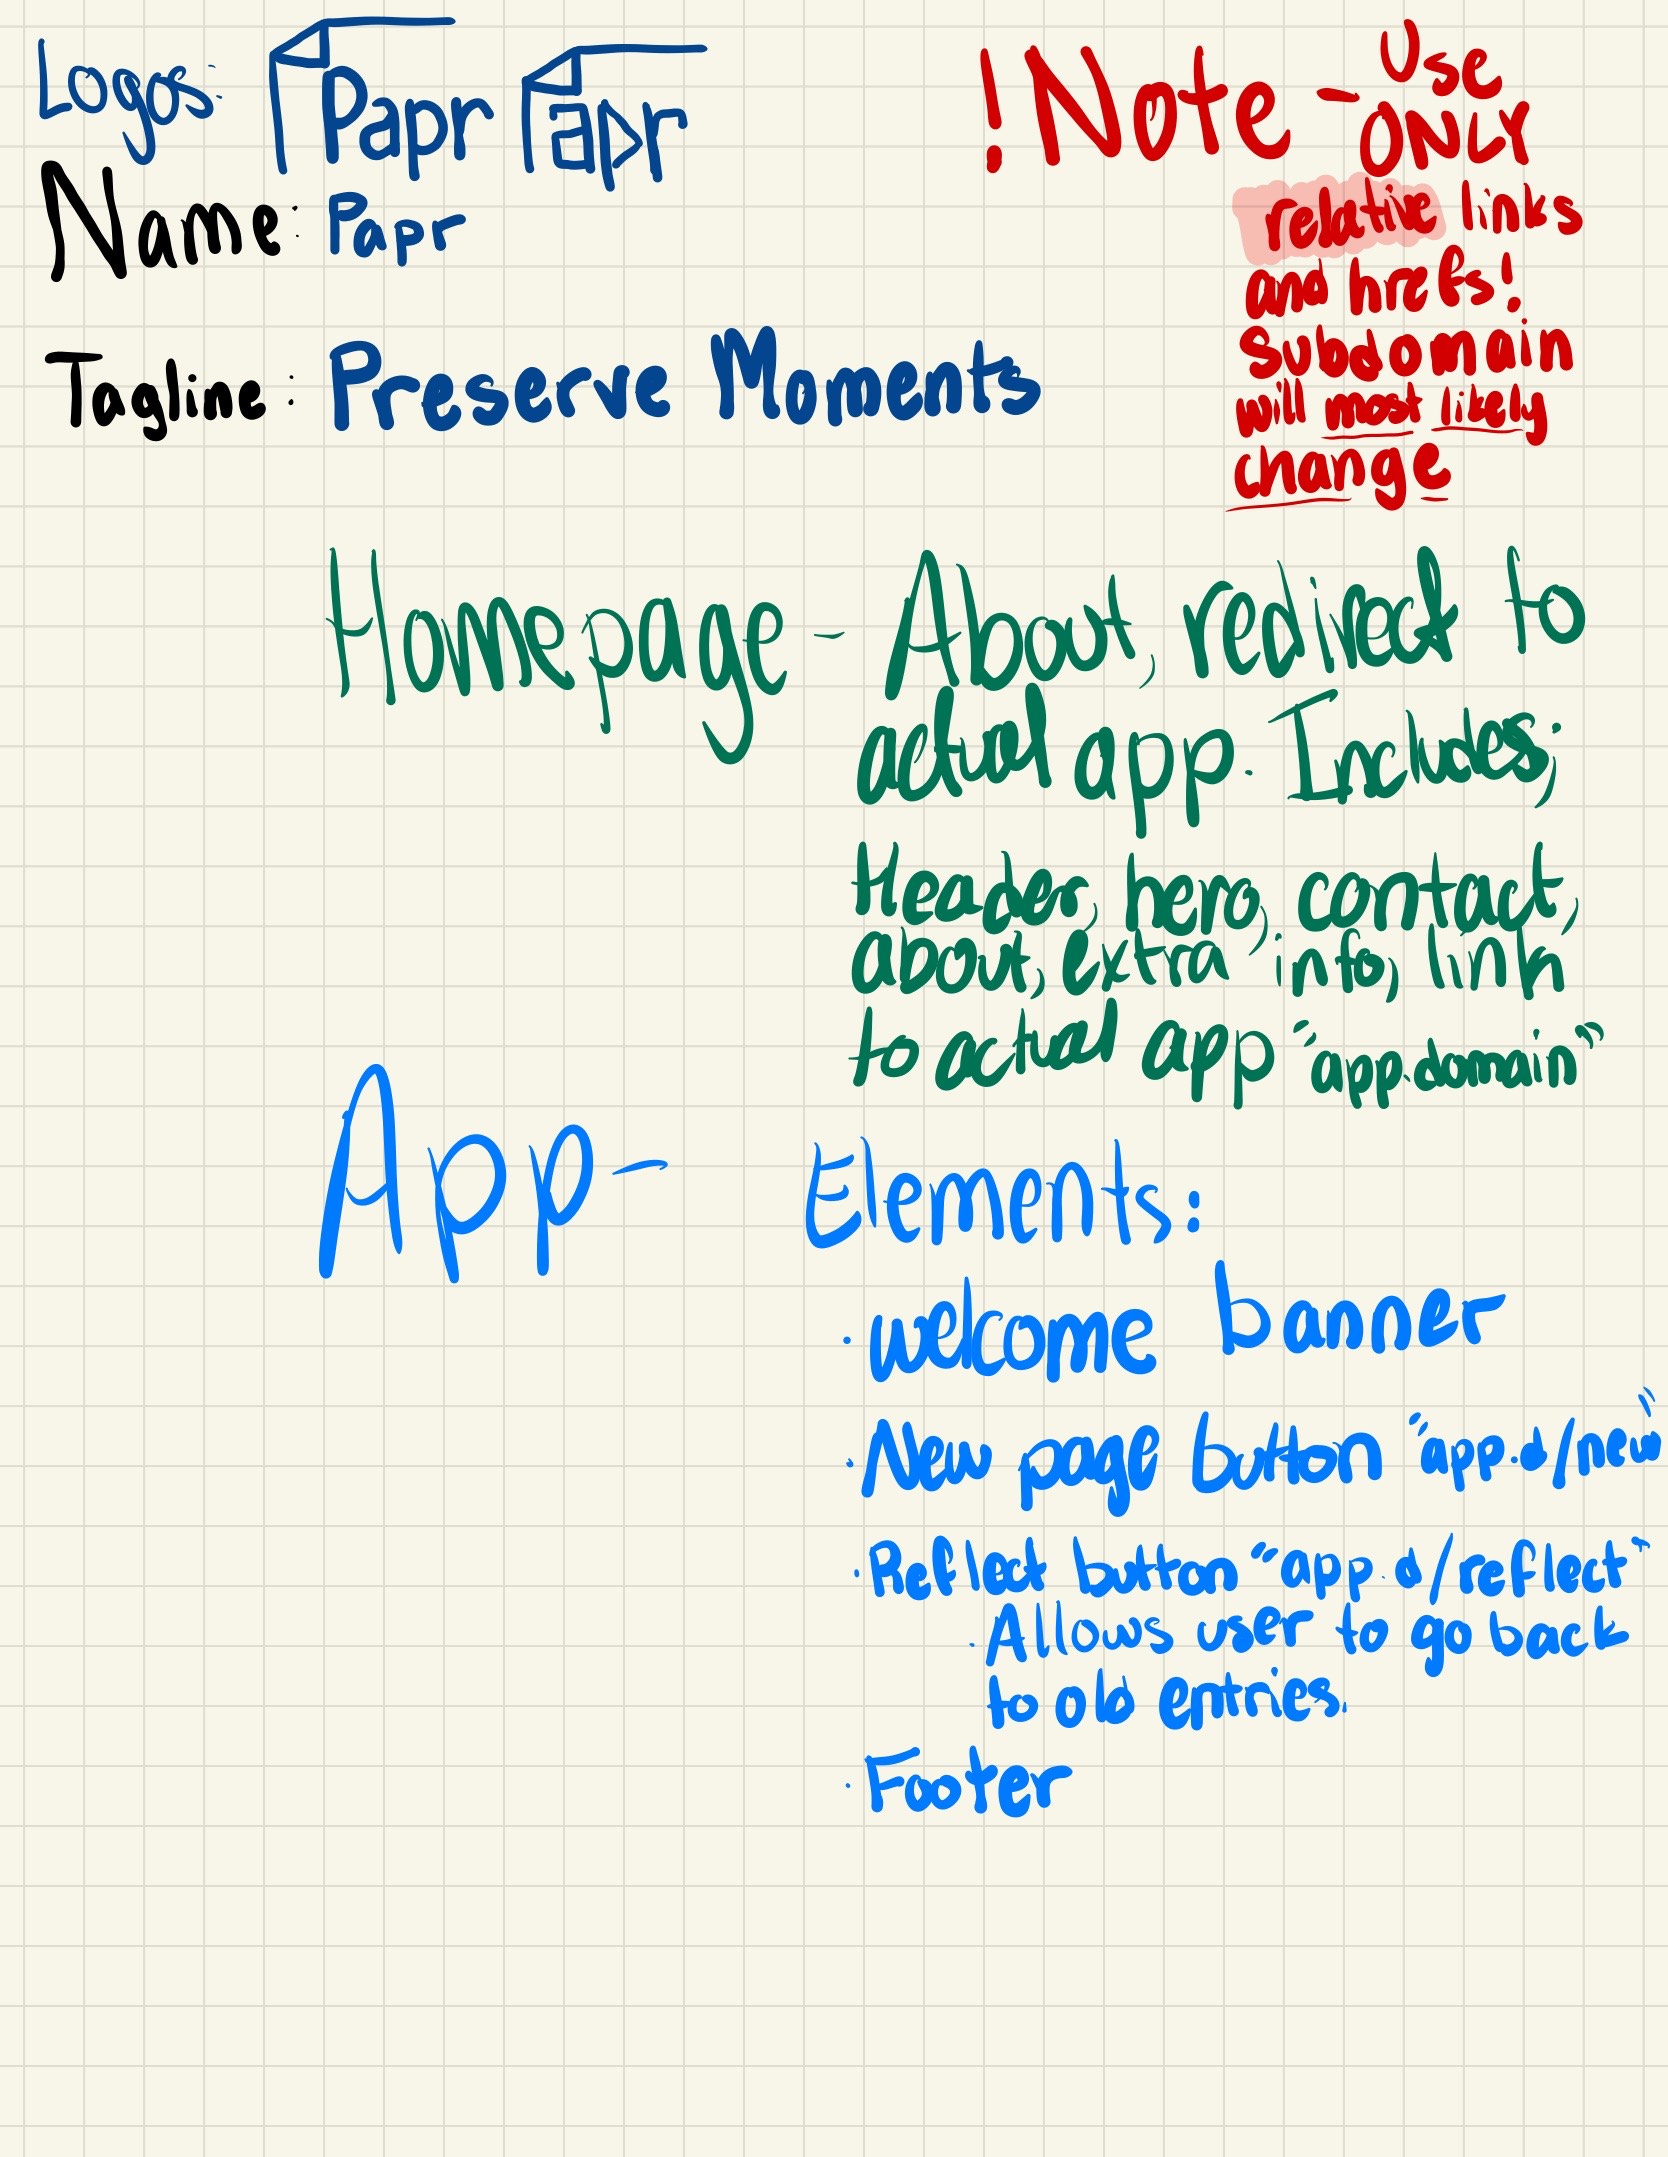 Logos: Papr apr
Name: Papr
Tagline: Preserve Moments
! Note - Use
ONLY
relative links
and hrefs!
Subdomain
will most likely
change
Homepage - About, redirect to
actual app. Includes;
Header, hero, contact,
about, extra info, link
to actual app "app.domain"
App - Elements:
· welcome banner
· New page button "app.d/new"
· Reflect button "app.d/reflect"
· Allows user to go back
to old entries.
· Footer